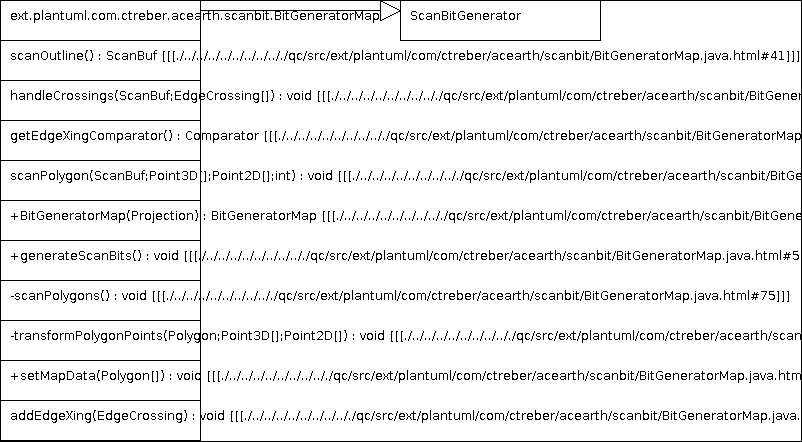 ext.plantuml.com.ctreber.acearth.scanbit.BitGeneratorMap
ScanBitGenerator
scanOutline() : ScanBuf [[[./../../../../../../../../qc/src/ext/plantuml/com/ctreber/acearth/scanbit/BitGeneratorMap.java.html#41]]]
handleCrossings(ScanBuf;EdgeCrossing[]) : void [[[./../../../../../../../../qc/src/ext/plantuml/com/ctreber/acearth/scanbit/BitGener
getEdgeXingComparator() : Comparator [[[./../../../../../../../../qc/src/ext/plantuml/com/ctreber/acearth/scanbit/BitGeneratorMap
scanPolygon(ScanBuf;Point3D[];Point2D[];int) : void [[[./../../../../../../../../qc/src/ext/plantuml/com/ctreber/acearth/scanbit/BitGe
+BitGeneratorMap(Projection) : BitGeneratorMap [[[./../../../../../../../../qc/src/ext/plantuml/com/ctreber/acearth/scanbit/BitGene
+generateScanBits() : void [[[./../../../../../../../../qc/src/ext/plantuml/com/ctreber/acearth/scanbit/BitGeneratorMap.java.html#5
-scanPolygons() : void [[[./../../../../../../../../qc/src/ext/plantuml/com/ctreber/acearth/scanbit/BitGeneratorMap.java.html#75]]]
-transformPolygonPoints(Polygon;Point3D[];Point2D[]) : void [[[./../../../../../../../../qc/src/ext/plantuml/com/ctreber/acearth/scan
+setMapData(Polygon[]) : void [[[./../../../../../../../../qc/src/ext/plantuml/com/ctreber/acearth/scanbit/BitGeneratorMap.java.htm
addEdgeXing(EdgeCrossing) : void [[[./../../../../../../../../qc/src/ext/plantuml/com/ctreber/acearth/scanbit/BitGeneratorMap.java.